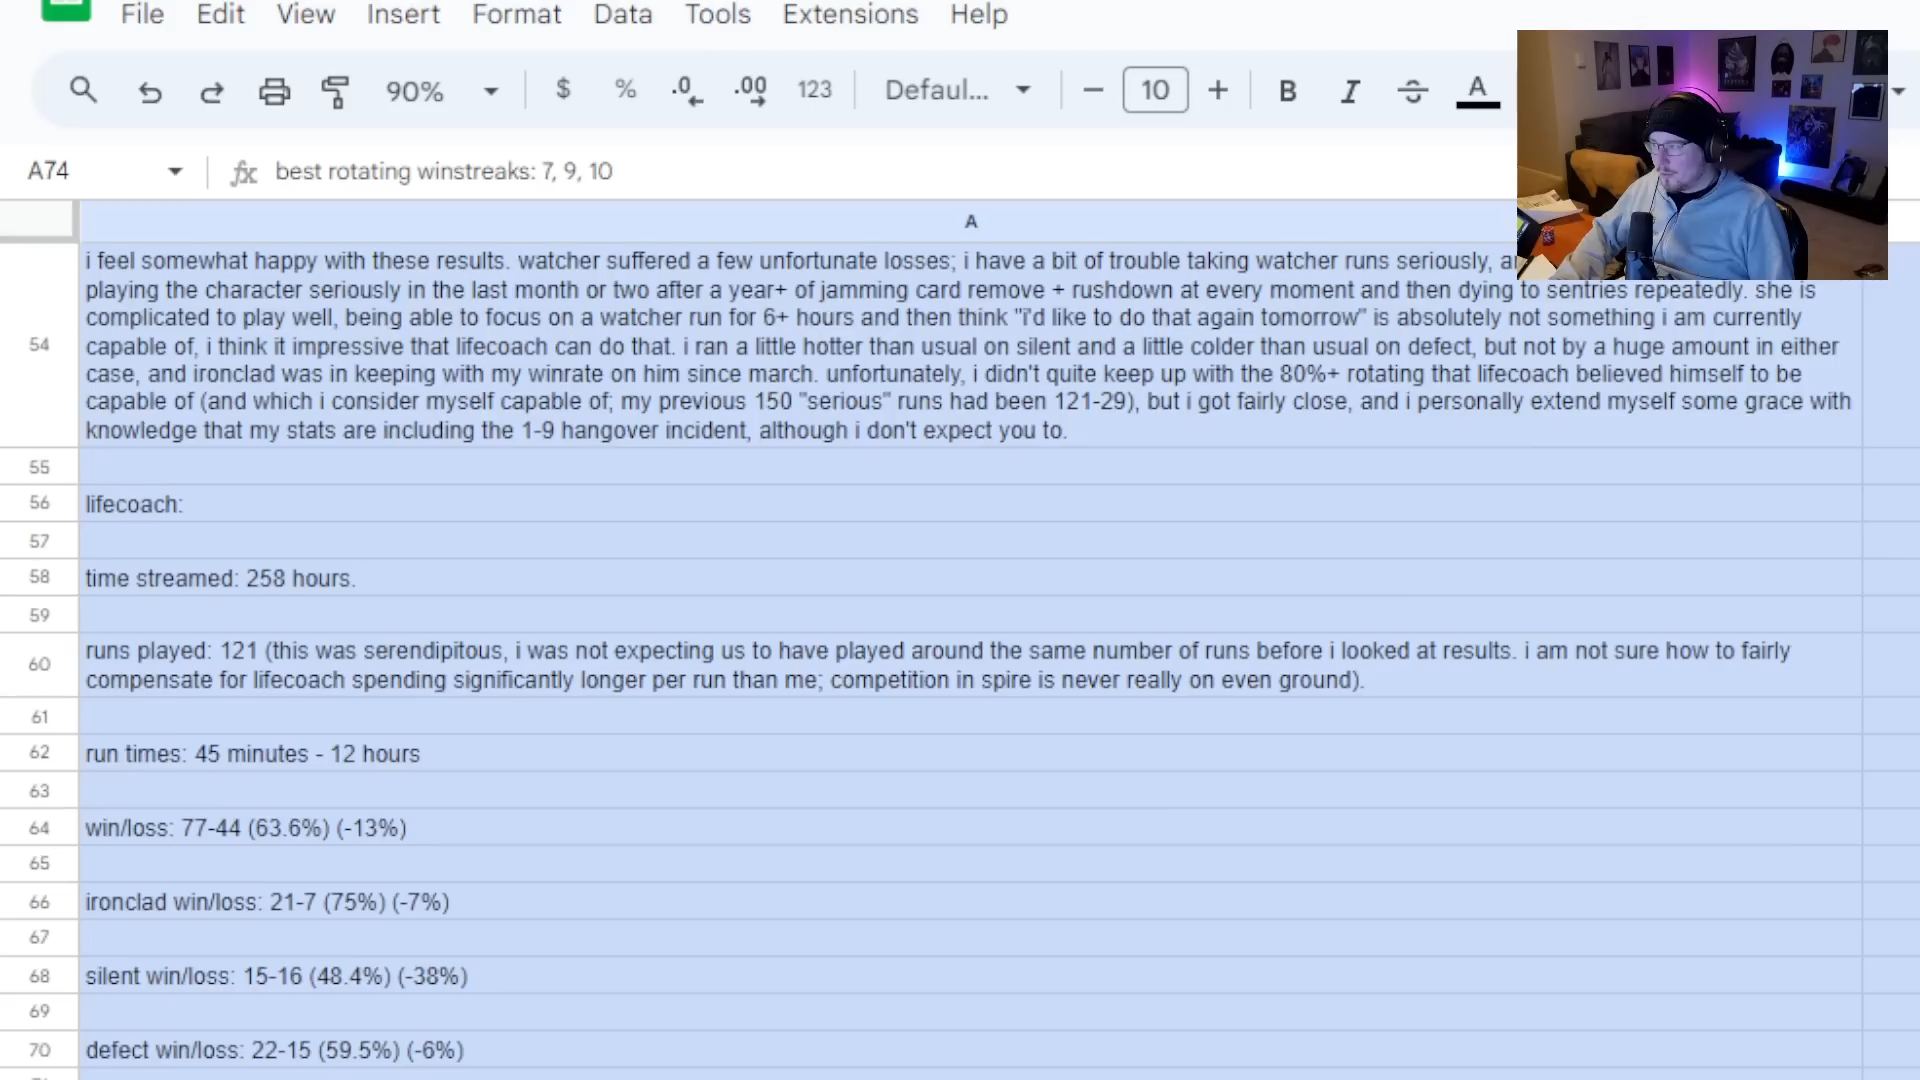 File Edit View Insert Format Data Tools Extensions Help
90% $ % .0 .00 123 Defaul... 10 B I A
A74 fx best rotating winstreaks: 7, 9, 10
A
i feel somewhat happy with these results. watcher suffered a few unfortunate losses; i have a bit of trouble taking watcher runs seriously,
playing the character seriously in the last month or two after a year+ of jamming card remove + rushdown at every moment and then dying to sentries repeatedly. she is
54 complicated to play well, being able to focus on a watcher run for 6+ hours and then think "i'd like to do that again tomorrow" is absolutely not something i am currently
capable of, i think it impressive that lifecoach can do that. i ran a little hotter than usual on silent and a little colder than usual on defect, but not by a huge amount in either
case, and ironclad was in keeping with my winrate on him since march. unfortunately, i didn't quite keep up with the 80%+ rotating that lifecoach believed himself to be
capable of (and which i consider myself capable of; my previous 150 "serious" runs had been 121-29), but i got fairly close, and i personally extend myself some grace with
knowledge that my stats are including the 1-9 hangover incident, although i don't expect you to.
55
56 lifecoach:
57
58 time streamed: 258 hours.
59
60 runs played: 121 (this was serendipitous, i was not expecting us to have played around the same number of runs before i looked at results. i am not sure how to fairly
compensate for lifecoach spending significantly longer per run than me; competition in spire is never really on even ground).
61
62 run times: 45 minutes - 12 hours
63
64 win/loss: 77-44 (63.6%) (-13%)
65
66 ironclad win/loss: 21-7 (75%) (-7%)
67
68 silent win/loss: 15-16 (48.4%) (-38%)
69
70 defect win/loss: 22-15 (59.5%) (-6%)